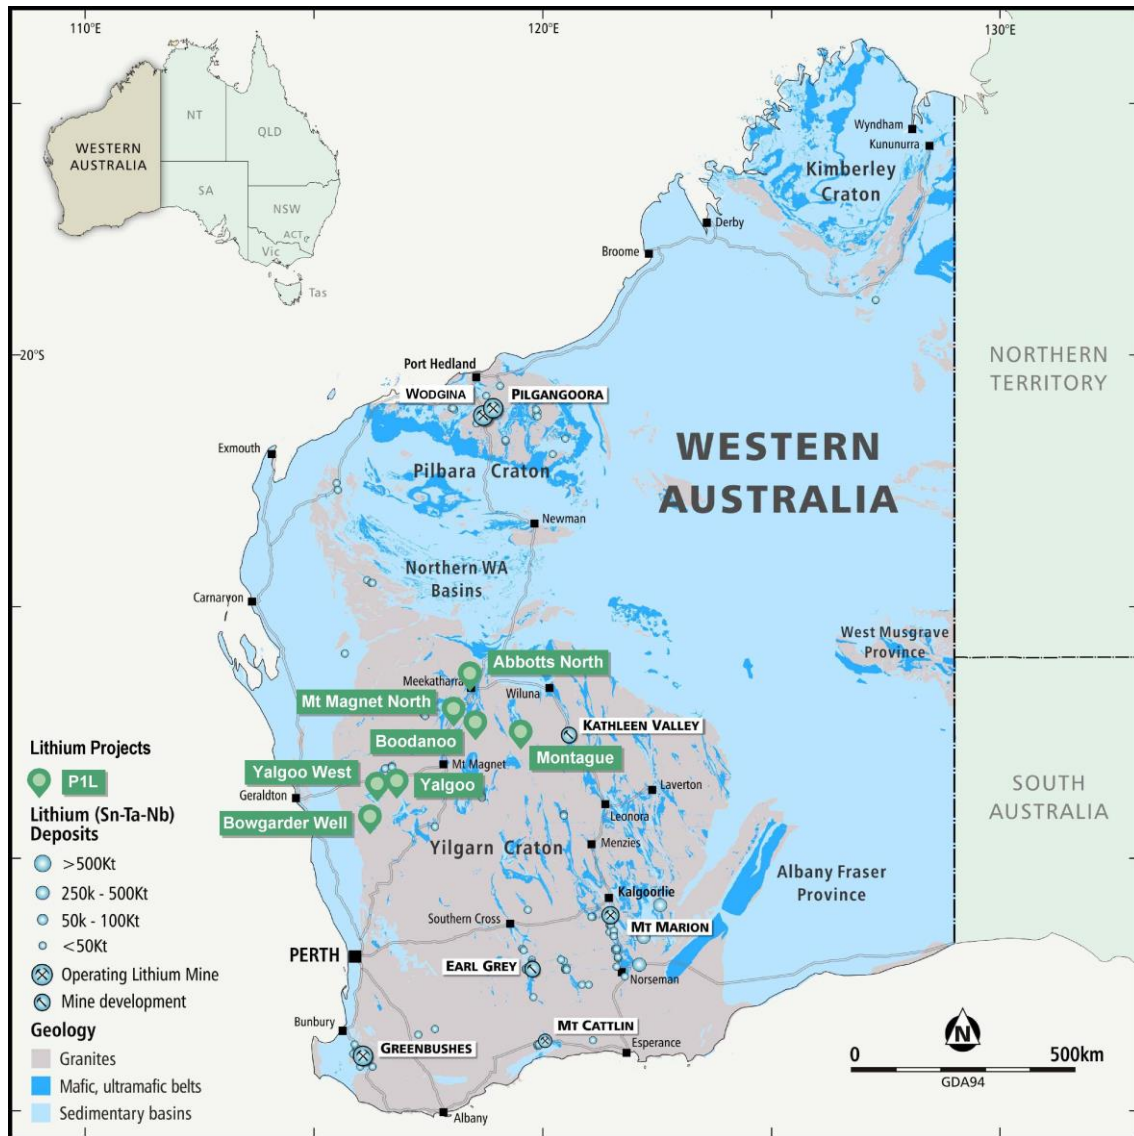 110°E
120°E
130°E
WESTERN
AUSTRALIA
NT
QLD
SA
NSW
ACT
Vic
Tas
Wyndham
Kununurra
Kimberley
Craton
Derby
Broome
20°S
NORTHERN
TERRITORY
Port Hedland
WODGINA
PILGANGOORA
WESTERN
AUSTRALIA
Exmouth
Pilbara Craton
Newman
Northern WA
Basins
Carnarvon
West Musgrave
Province
Abbotts North
Meekatharra
Wiluna
Mt Magnet North
KATHLEEN VALLEY
Boodanoo
Montague
Yalgoo West
Mt Magnet
Yalgoo
Geraldton
Laverton
Bowgarder Well
Leonora
Yilgarn Craton
Menzies
SOUTH
AUSTRALIA
Albany Fraser
Province
Kalgoorlie
Southern Cross
MT MARION
PERTH
EARL GREY
Norseman
Bunbury
MT CATTLIN
GREENBUSHES
Esperance
Albany
Lithium Projects
P1L
Lithium (Sn-Ta-Nb)
Deposits
>500Kt
250k - 500Kt
50k - 100Kt
<50Kt
Operating Lithium Mine
Mine development
Geology
Granites
Mafic, ultramafic belts
Sedimentary basins
N
0 500km
GDA94